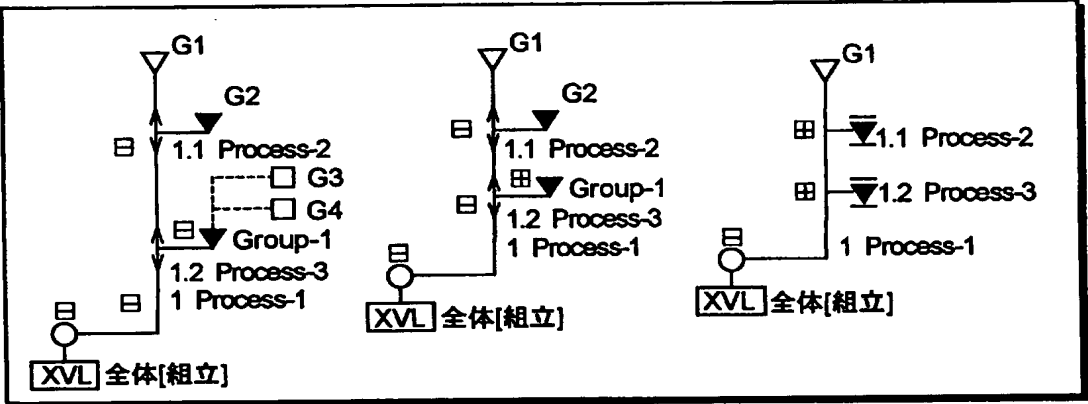 G1
G2
1.1 Process-2
G3
G4
Group-1
1.2 Process-3
1 Process-1
XVL 全体[組立]
G1
G2
1.1 Process-2
Group-1
1.2 Process-3
1 Process-1
XVL 全体[組立]
G1
1.1 Process-2
1.2 Process-3
1 Process-1
XVL 全体[組立]